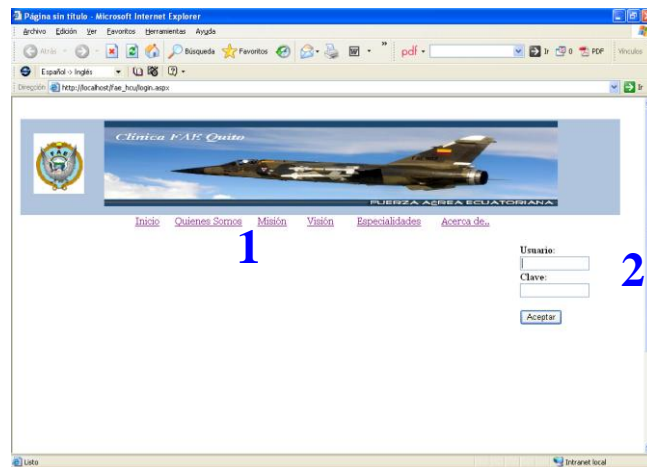 Página sin título - Microsoft Internet Explorer
Archivo Edición Ver Favoritos Herramientas Ayuda
Atrás Búsqueda Favoritos pdf Ir 0 PDF Vínculos
Español -> Inglés
Dirección http://localhost/fae_hcu/login.aspx Ir
Clínica FAE Quito
FAE
FUERZA AEREA ECUATORIANA
Inicio Quienes Somos Misión Visión Especialidades Acerca de..
1
Usuario:
2
Clave:
Aceptar
Listo Intranet local